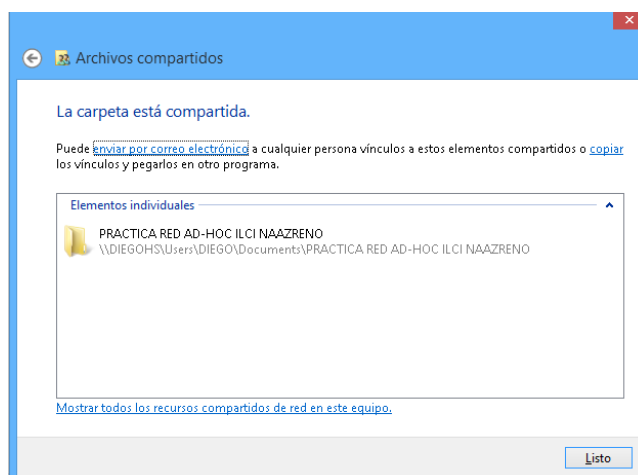 Archivos compartidos
La carpeta está compartida.
Puede enviar por correo electrónico a cualquier persona vínculos a estos elementos compartidos o copiar
los vínculos y pegarlos en otro programa.
Elementos individuales
PRACTICA RED AD-HOC ILCI NAAZRENO
\\DIEGOHS\Users\DIEGO\Documents\PRACTICA RED AD-HOC ILCI NAAZRENO
Mostrar todos los recursos compartidos de red en este equipo.
Listo